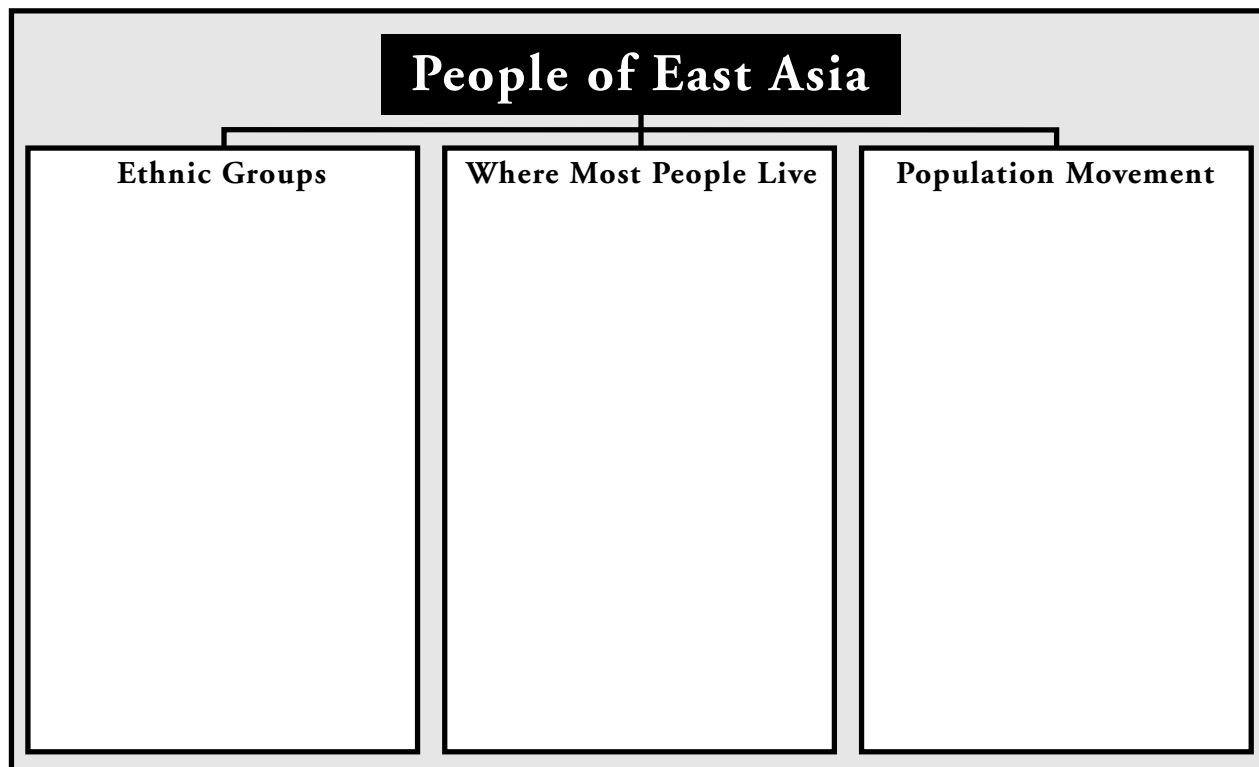 People of East Asia
Ethnic Groups
Where Most People Live
Population Movement